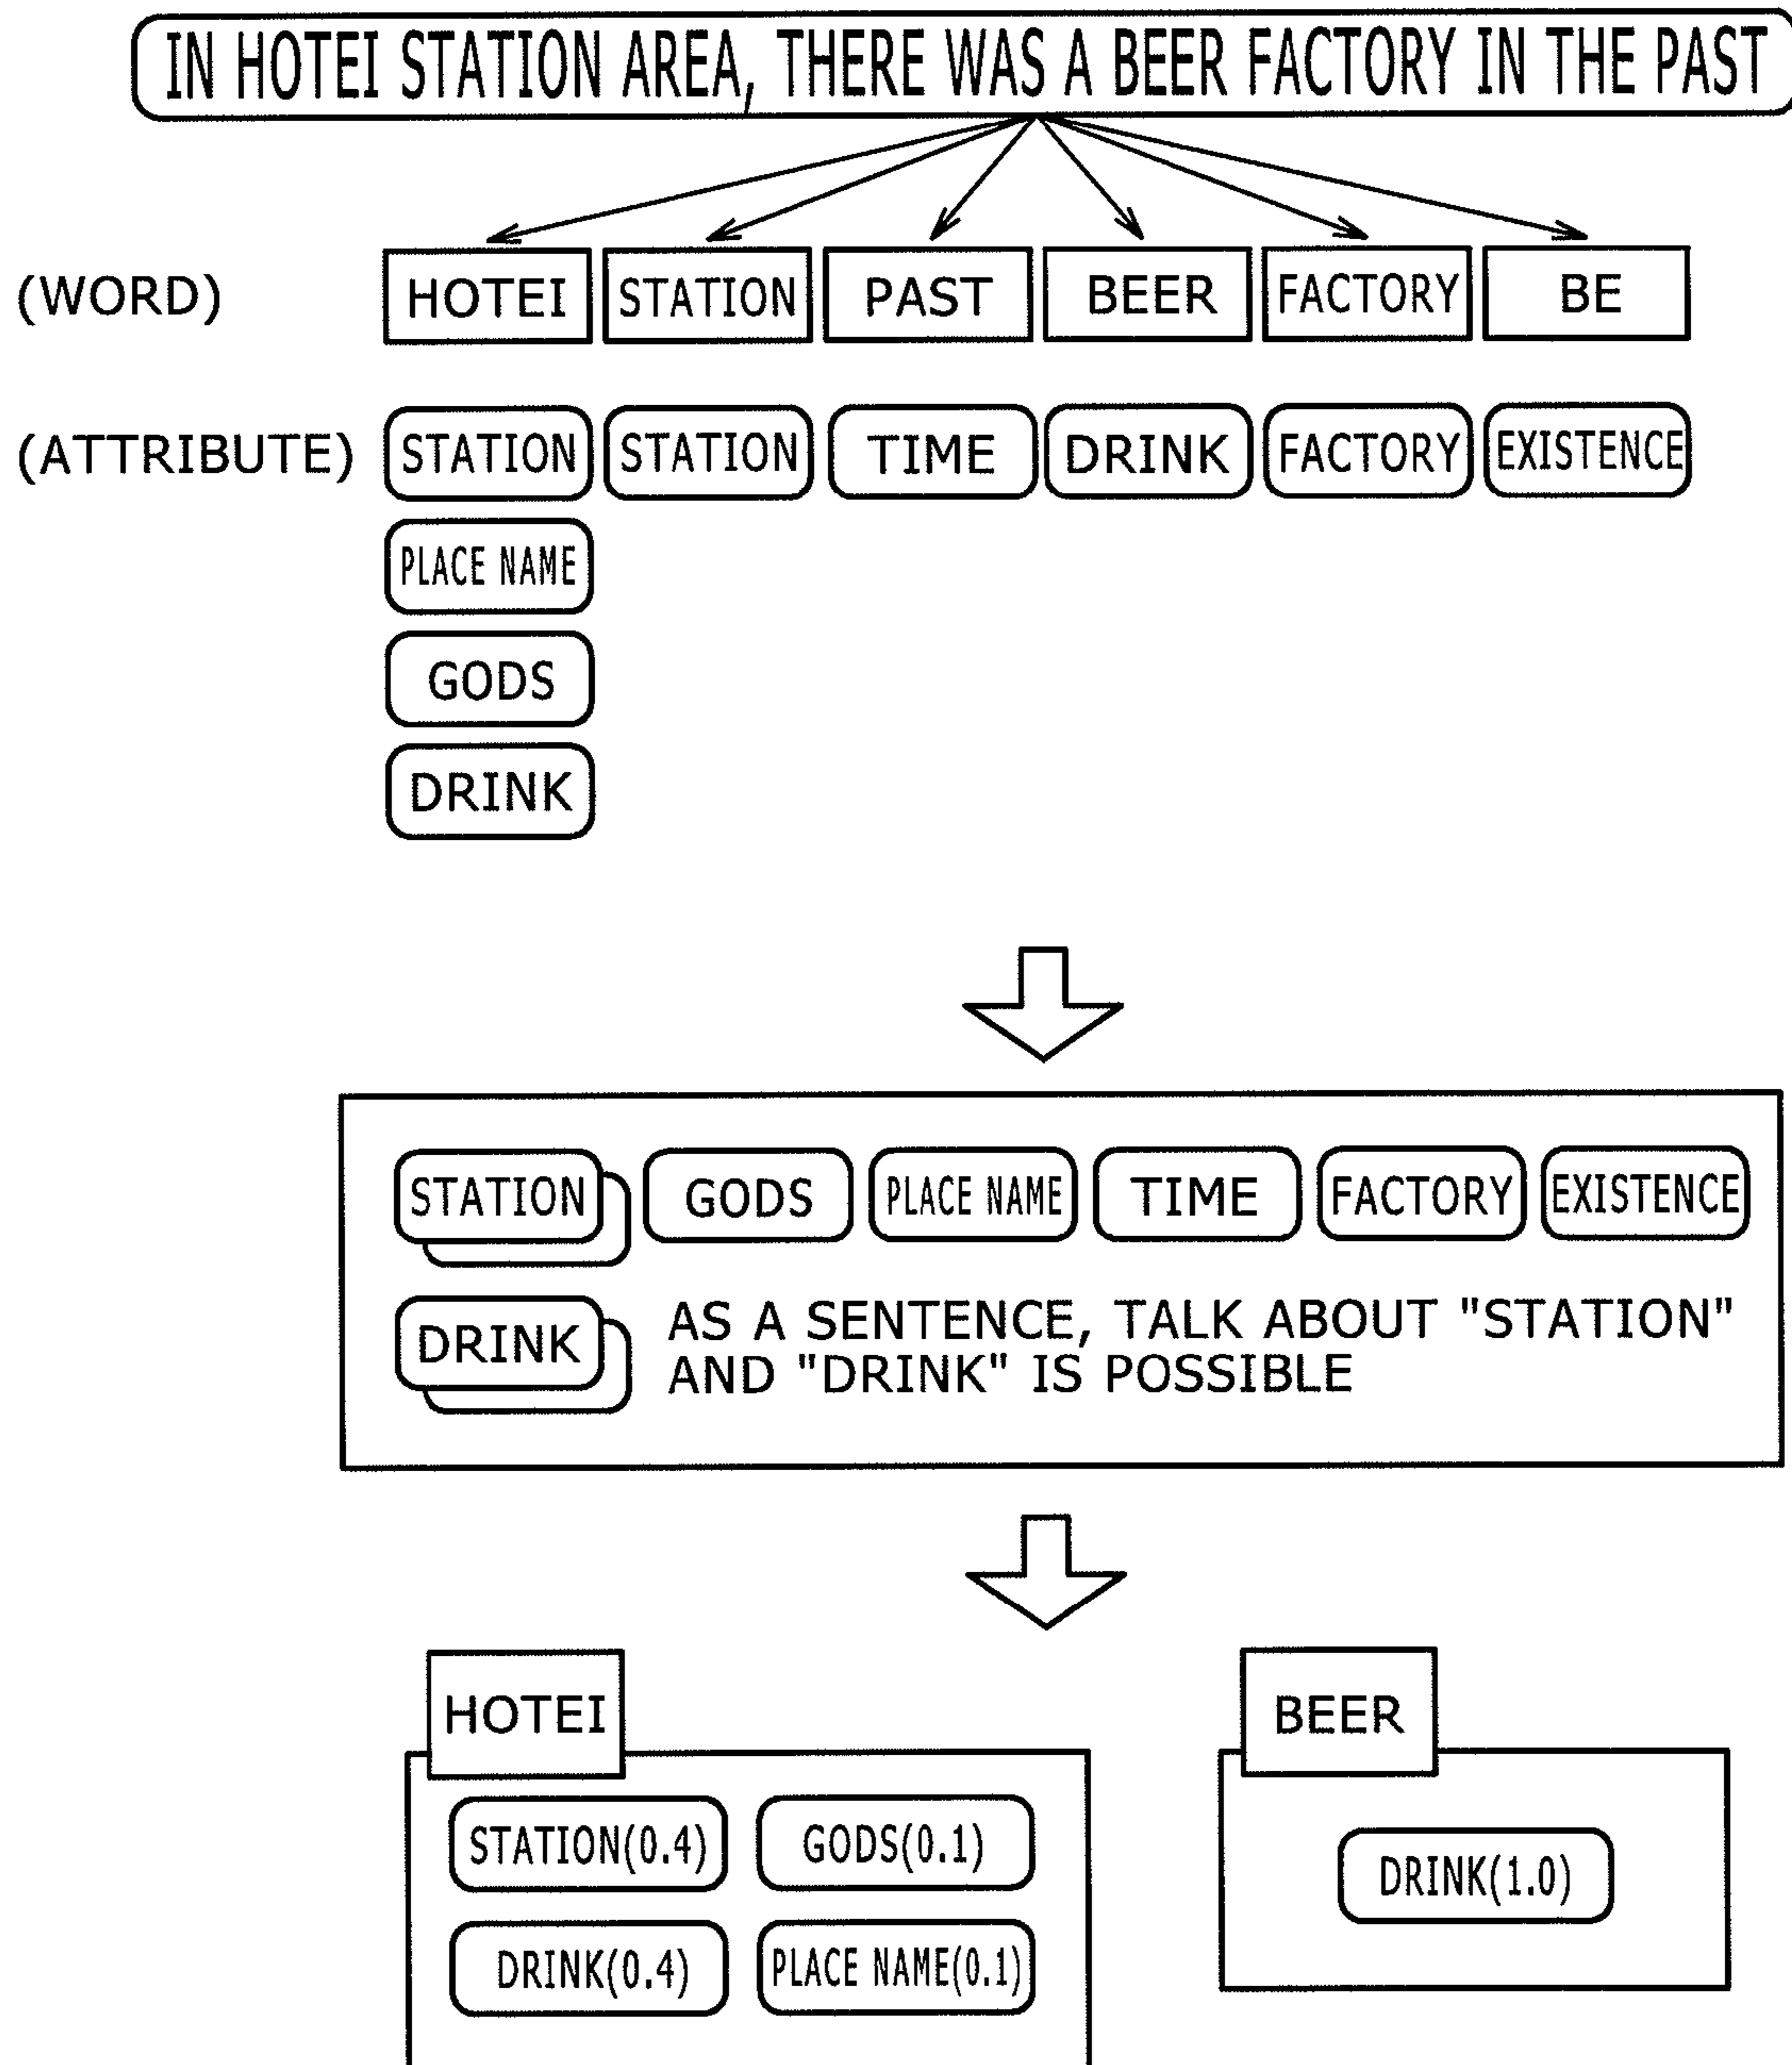 IN HOTEI STATION AREA, THERE WAS A BEER FACTORY IN THE PAST
(WORD) HOTEI STATION PAST BEER FACTORY BE
(ATTRIBUTE) STATION STATION TIME DRINK FACTORY EXISTENCE
PLACE NAME
GODS
DRINK
STATION GODS PLACE NAME TIME FACTORY EXISTENCE
DRINK
AS A SENTENCE, TALK ABOUT "STATION"
AND "DRINK" IS POSSIBLE
HOTEI
STATION(0.4) GODS(0.1)
DRINK(0.4) PLACE NAME(0.1)
BEER
DRINK(1.0)